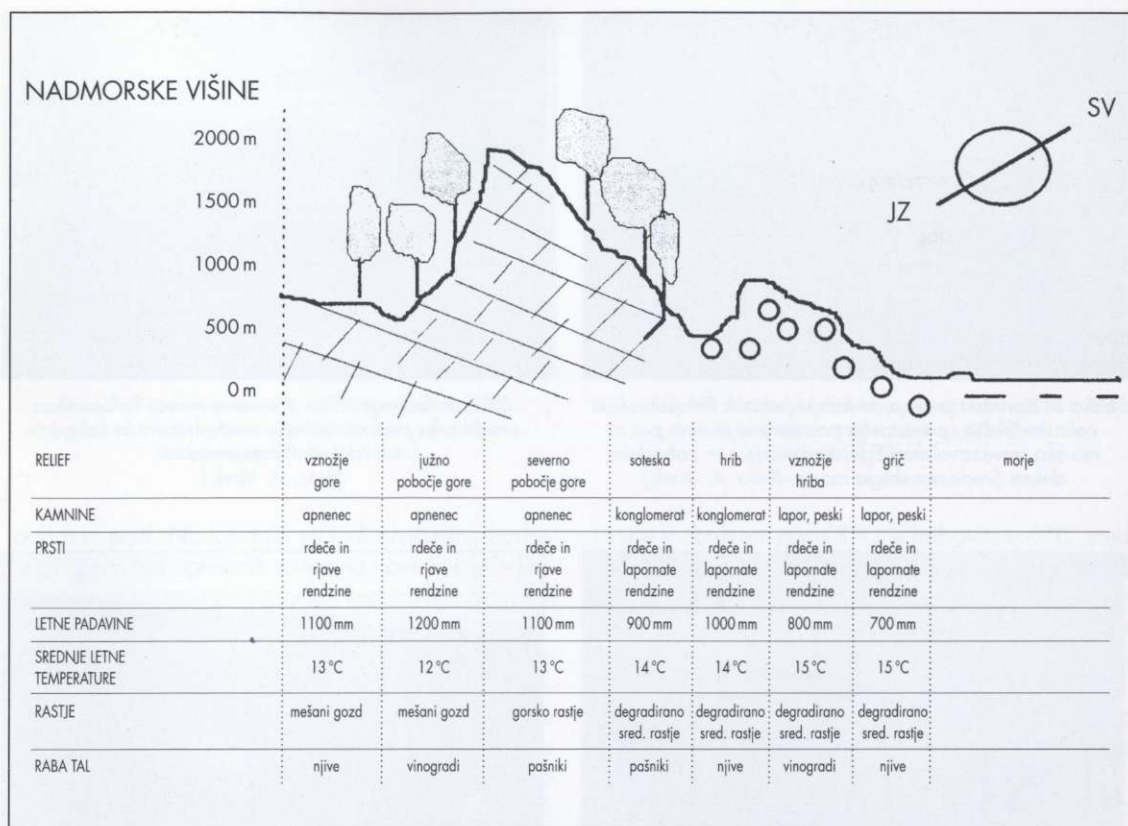 NADMORSKE VIŠINE
2000 m
1500 m
1000 m
500 m
0 m
SV
JZ
RELIEF
vznožje gore
južno pobočje gore
severno pobočje gore
soteska
hrib
vznožje hriba
grič
morje
KAMNINE
apnenec
apnenec
apnenec
konglomerat
konglomerat
lapor, peski
lapor, peski
PRSTI
rdeče in rjave rendzine
rdeče in rjave rendzine
rdeče in rjave rendzine
rdeče in lapornate rendzine
rdeče in lapornate rendzine
rdeče in lapornate rendzine
rdeče in lapornate rendzine
LETNE PADAVINE
1100 mm
1200 mm
1100 mm
900 mm
1000 mm
800 mm
700 mm
SREDNJE LETNE TEMPERATURE
13 °C
12 °C
13 °C
14 °C
14 °C
15 °C
15 °C
RASTJE
mešani gozd
mešani gozd
gorsko rastje
degradirano sred. rastje
degradirano sred. rastje
degradirano sred. rastje
degradirano sred. rastje
RABA TAL
njive
vinogradi
pašniki
pašniki
njive
vinogradi
njive